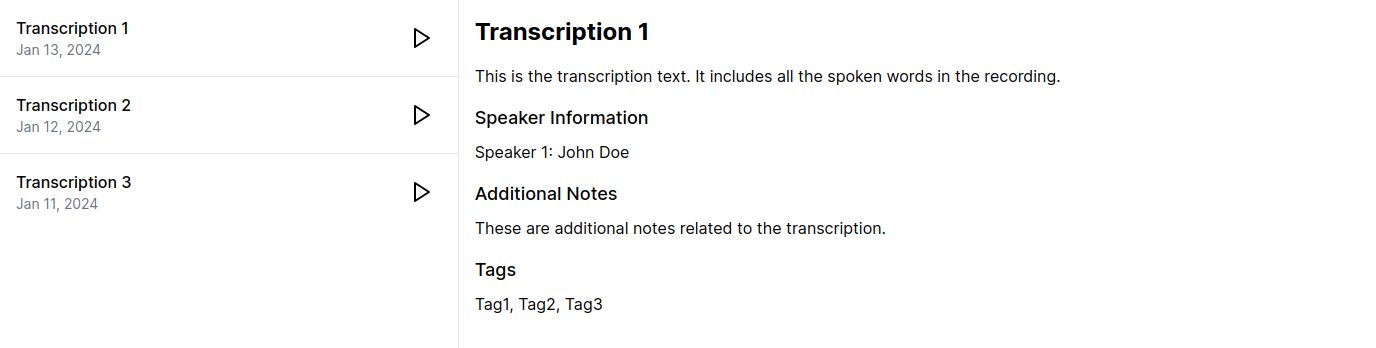 Transcription 1
Jan 13, 2024
Transcription 2
Jan 12, 2024
Transcription 3
Jan 11, 2024
Transcription 1
This is the transcription text. It includes all the spoken words in the recording.
Speaker Information
Speaker 1: John Doe
Additional Notes
These are additional notes related to the transcription.
Tags
Tag1, Tag2, Tag3